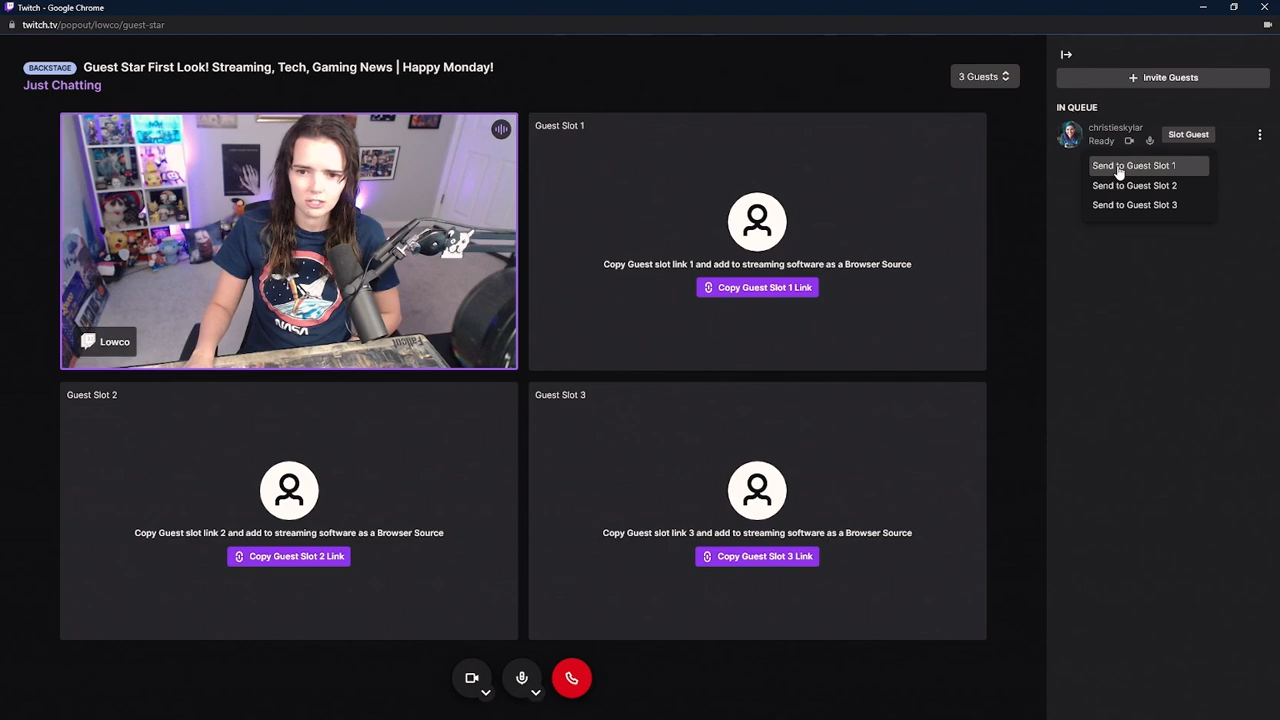 Twitch - Google Chrome
twitch.tv/popout/lowco/guest-star
BACKSTAGE
Guest Star First Look! Streaming, Tech, Gaming News | Happy Monday!
Just Chatting
3 Guests
Invite Guests
IN QUEUE
christieskylar
Ready
Slot Guest
Send to Guest Slot 1
Send to Guest Slot 2
Send to Guest Slot 3
NASA
Fallout
Lowco
Guest Slot 1
Copy Guest slot link 1 and add to streaming software as a Browser Source
Copy Guest Slot 1 Link
Guest Slot 2
Copy Guest slot link 2 and add to streaming software as a Browser Source
Copy Guest Slot 2 Link
Guest Slot 3
Copy Guest slot link 3 and add to streaming software as a Browser Source
Copy Guest Slot 3 Link